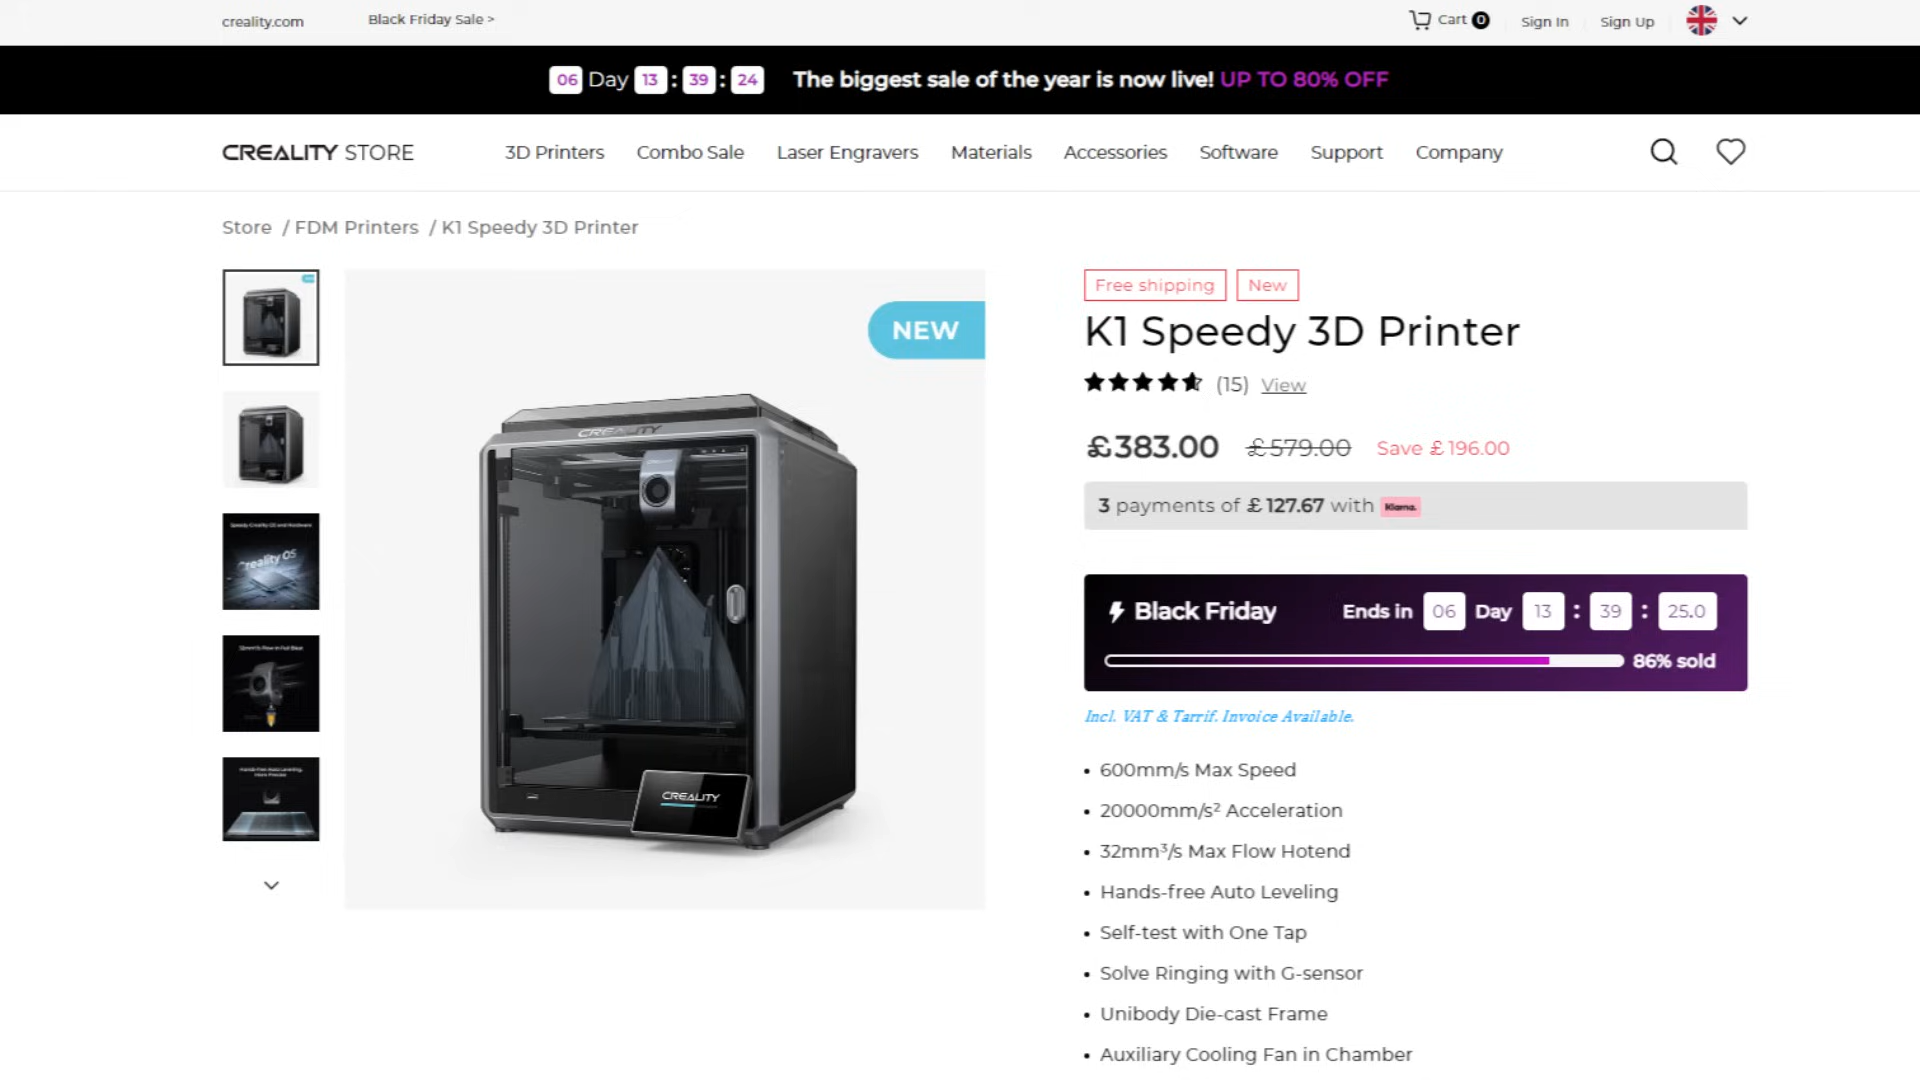 creality.com
Black Friday Sale >
Cart 0
Sign In
Sign Up
06 Day 13 : 39 : 24
The biggest sale of the year is now live! UP TO 80% OFF
CREALITY STORE
3D Printers
Combo Sale
Laser Engravers
Materials
Accessories
Software
Support
Company
Store / FDM Printers / K1 Speedy 3D Printer
NEW
CREALITY
CREALITY
Creality OS
Free shipping
New
K1 Speedy 3D Printer
(15) View
£383.00 £579.00 Save £196.00
3 payments of £127.67 with Klarna.
Black Friday
Ends in 06 Day 13 : 39 : 25.0
86% sold
Incl. VAT & Tarrif. Invoice Available.
• 600mm/s Max Speed
• 20000mm/s² Acceleration
• 32mm³/s Max Flow Hotend
• Hands-free Auto Leveling
• Self-test with One Tap
• Solve Ringing with G-sensor
• Unibody Die-cast Frame
• Auxiliary Cooling Fan in Chamber